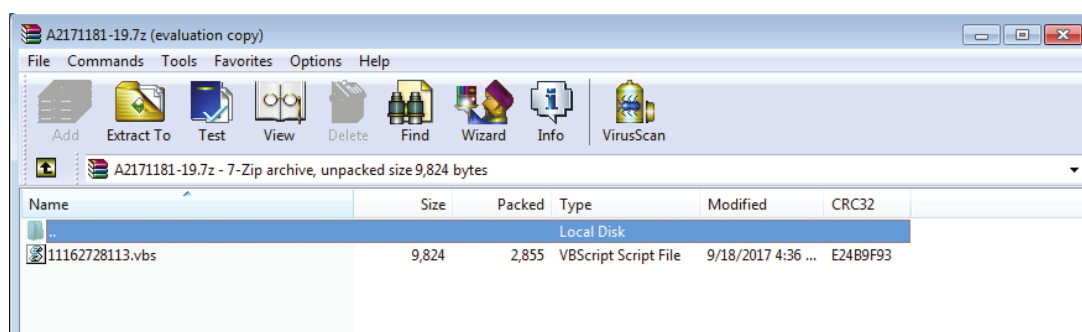 A2171181-19.7z (evaluation copy)
File Commands Tools Favorites Options Help
Add Extract To Test View Delete Find Wizard Info VirusScan
A2171181-19.7z - 7-Zip archive, unpacked size 9,824 bytes
Name Size Packed Type Modified CRC32
.. Local Disk
11162728113.vbs 9,824 2,855 VBScript Script File 9/18/2017 4:36 ... E24B9F93